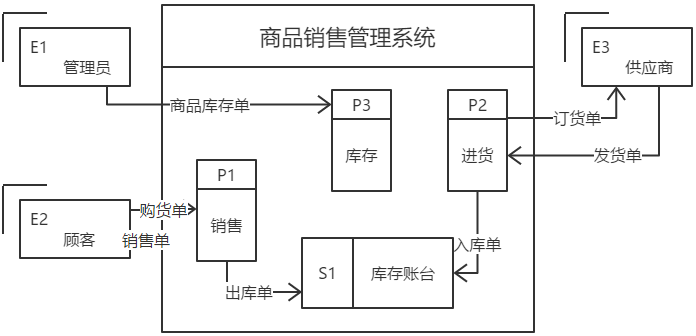 商品销售管理系统
E1
管理员
E3
供应商
商品库存单
P3
库存
P2
进货
订货单
发货单
P1
销售
E2
顾客
购货单
销售单
出库单
S1
库存账台
入库单